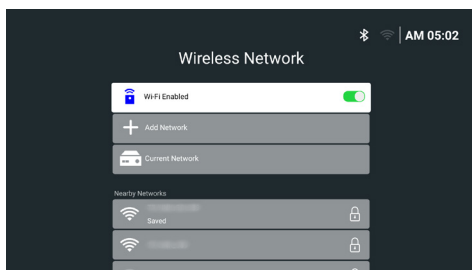 AM 05:02
Wireless Network
Wi-Fi Enabled
Add Network
Current Network
Nearby Networks
Saved